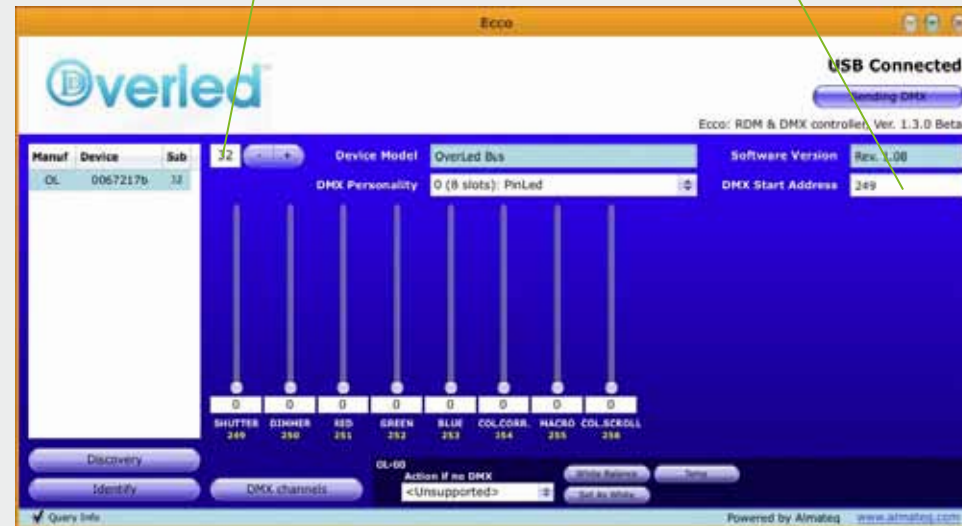 Ecco
Overled
USB Connected
Sending DMX
Ecco: RDM & DMX controller, Ver. 1.3.0 Beta
Manuf Device Sub
OL 0067217b 32
32 - +
Device Model OverLed Bus
Software Version Rev. 1.08
DMX Personality 0 (8 slots): PinLed
DMX Start Address 249
0 0 0 0 0 0 0 0
SHUTTER DIMMER RED GREEN BLUE COL.CORR. MACRO COL.SCROLL
249 250 251 252 253 254 255 256
Discovery
Identify
DMX channels
OL-60
Action if no DMX
<Unsupported>
White Balance
Set As White
Query Info
Powered by Almateq www.almateq.com